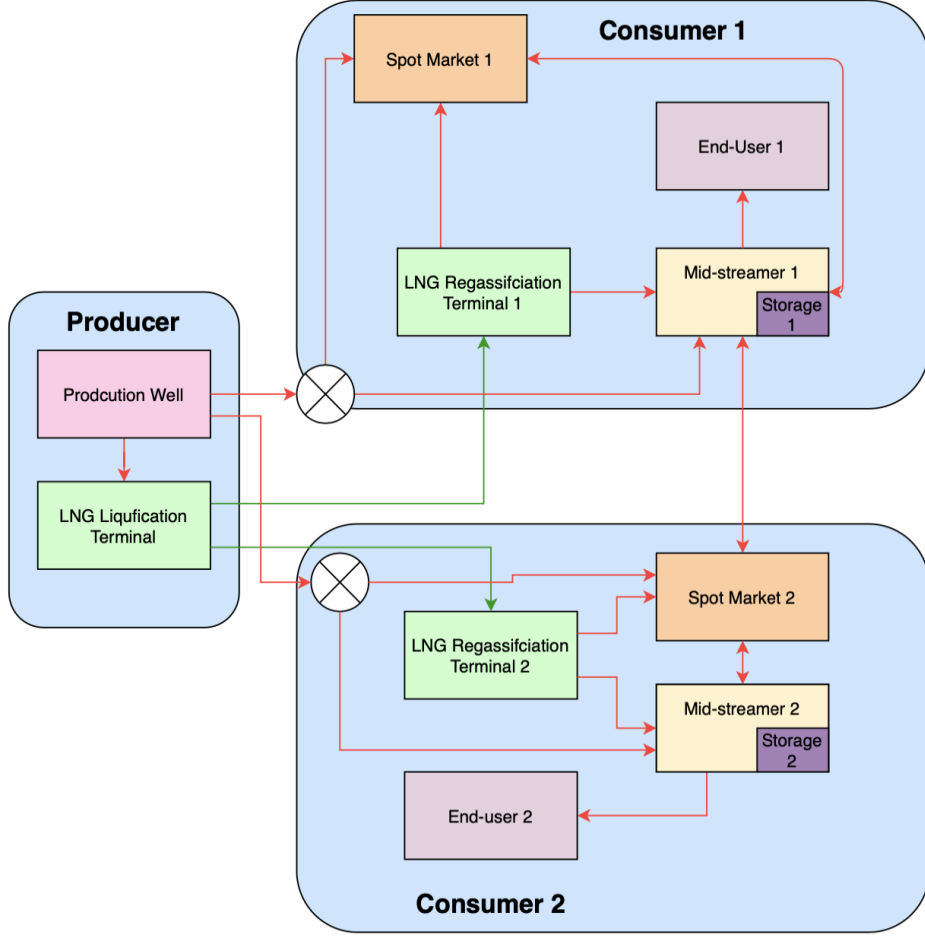 Consumer 1
Spot Market 1
End-User 1
LNG Regassifciation
Terminal 1
Mid-streamer 1
Storage
1
Producer
Prodcution Well
LNG Liqufication
Terminal
Spot Market 2
LNG Regassifciation
Terminal 2
Mid-streamer 2
Storage
2
End-user 2
Consumer 2